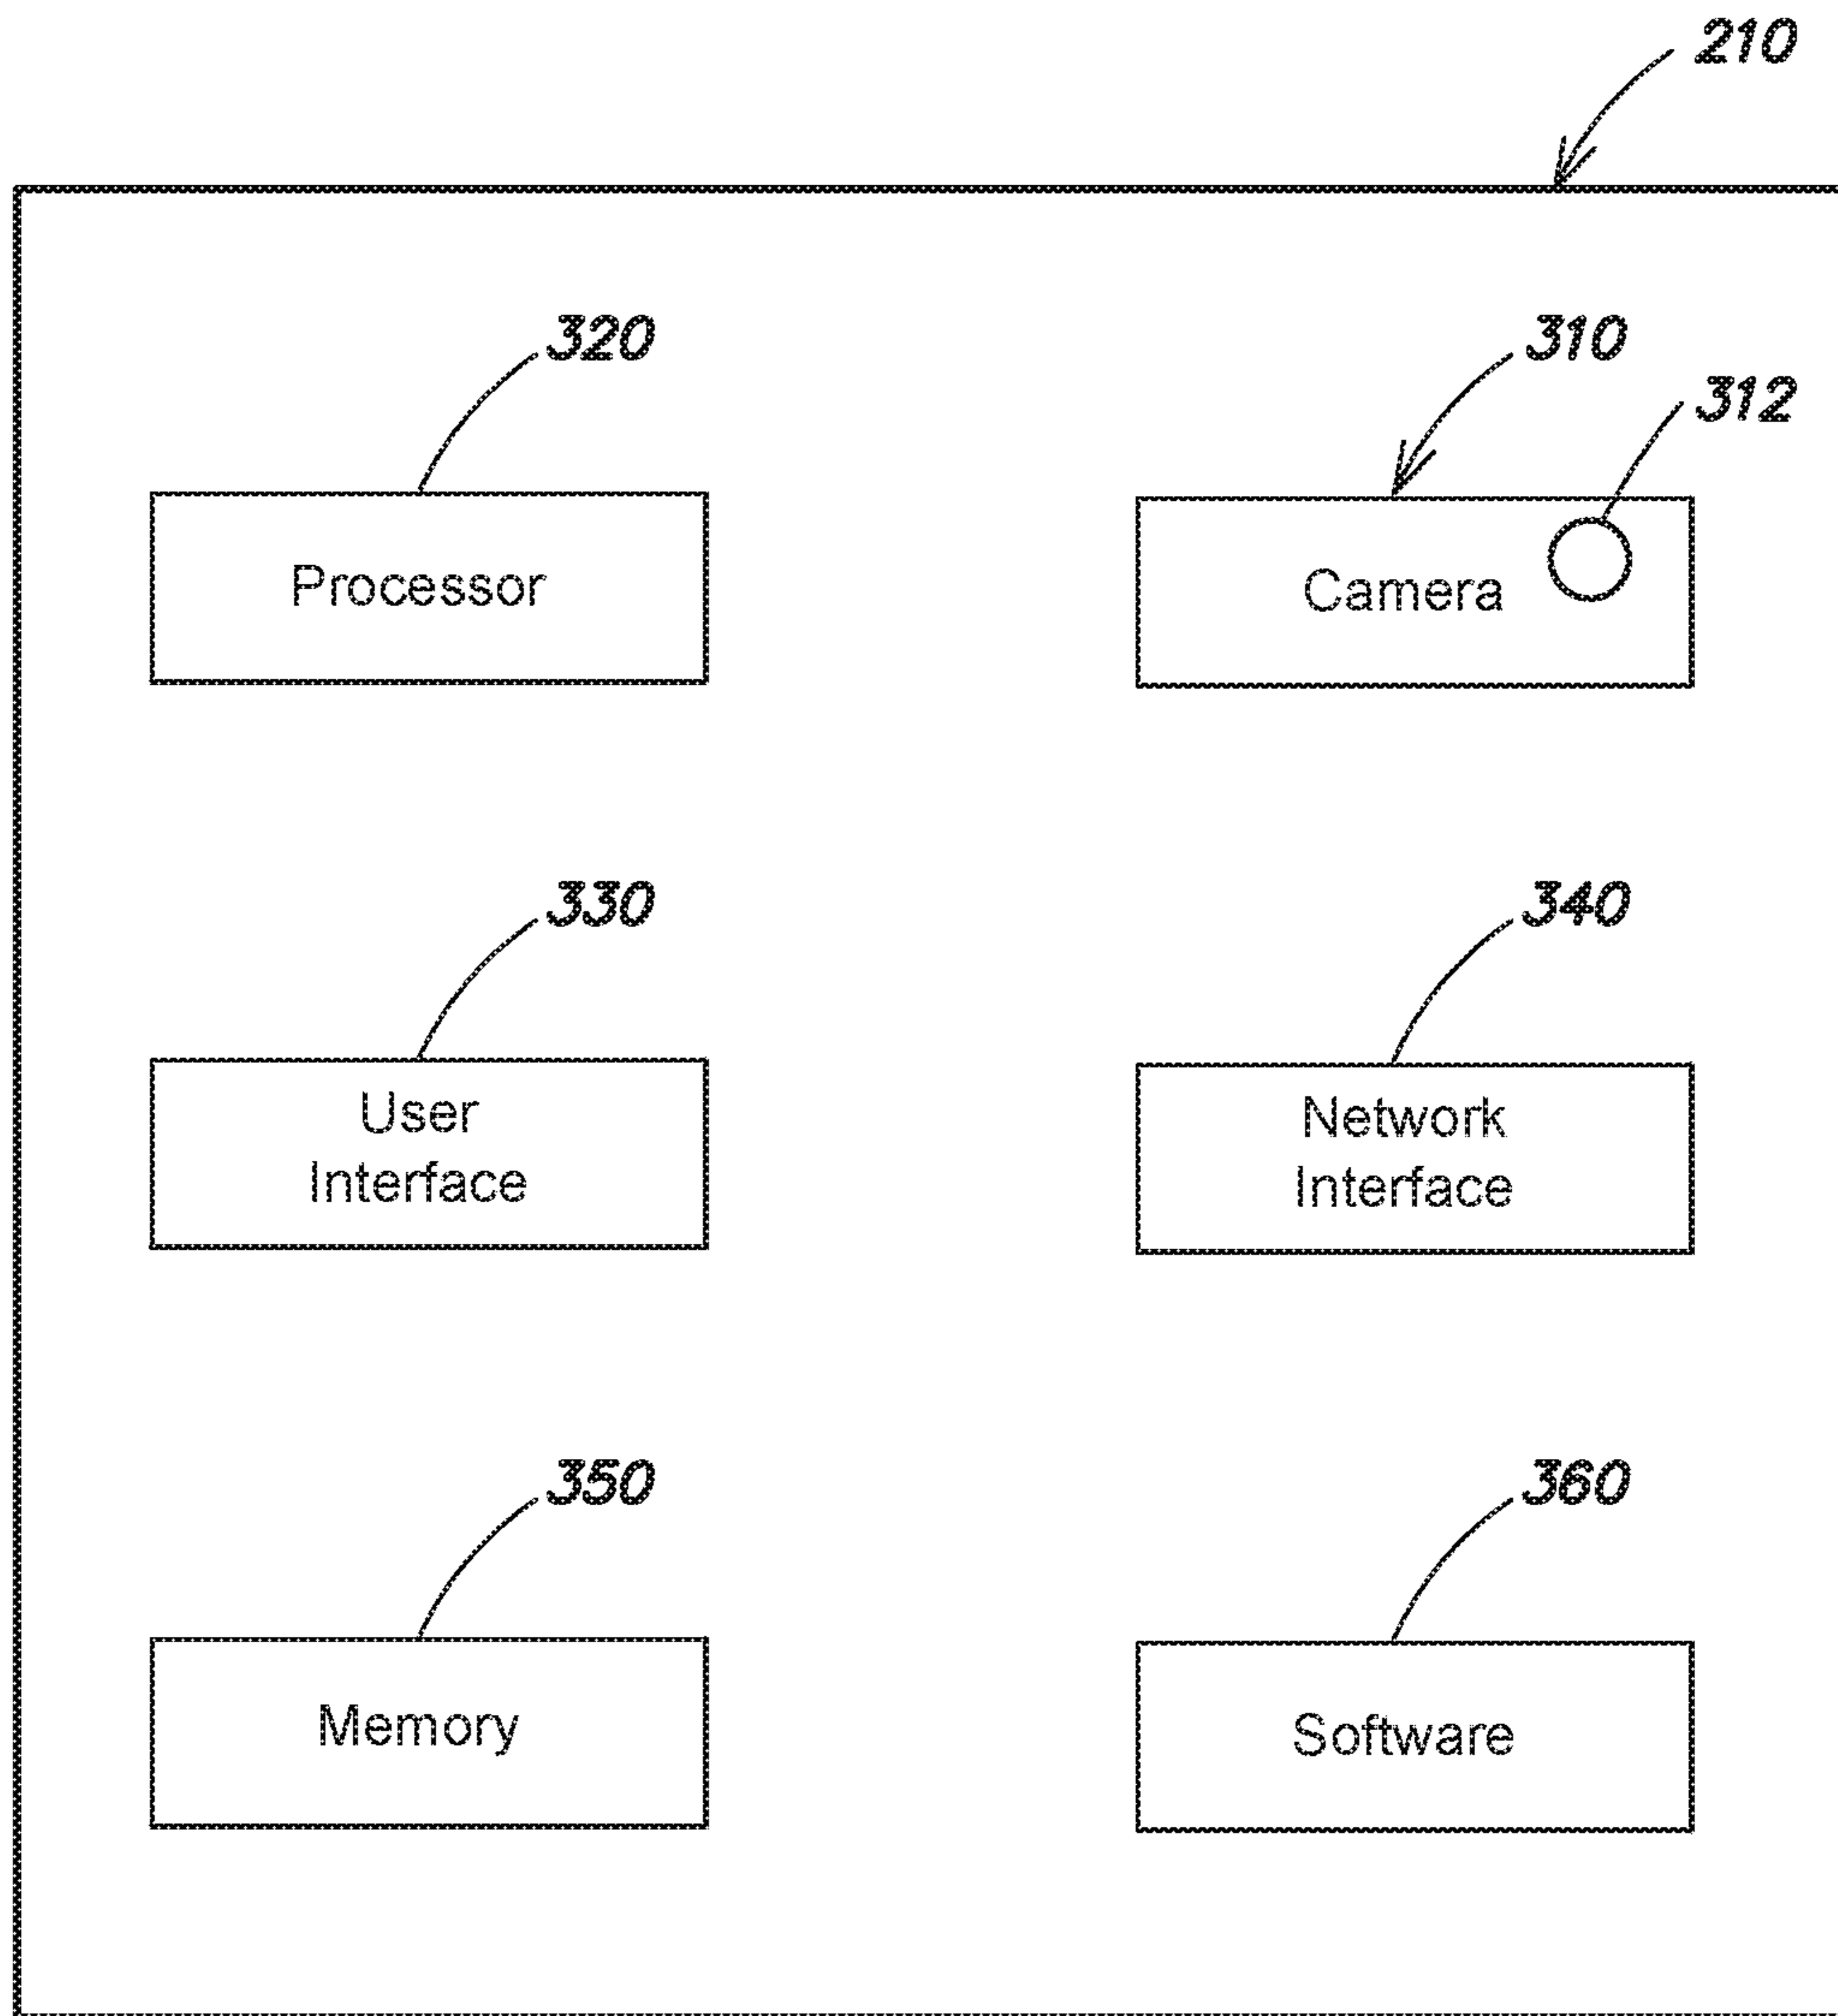 210
320
310
312
Processor
Camera
330
340
User
Interface
Network
Interface
350
360
Memory
Software